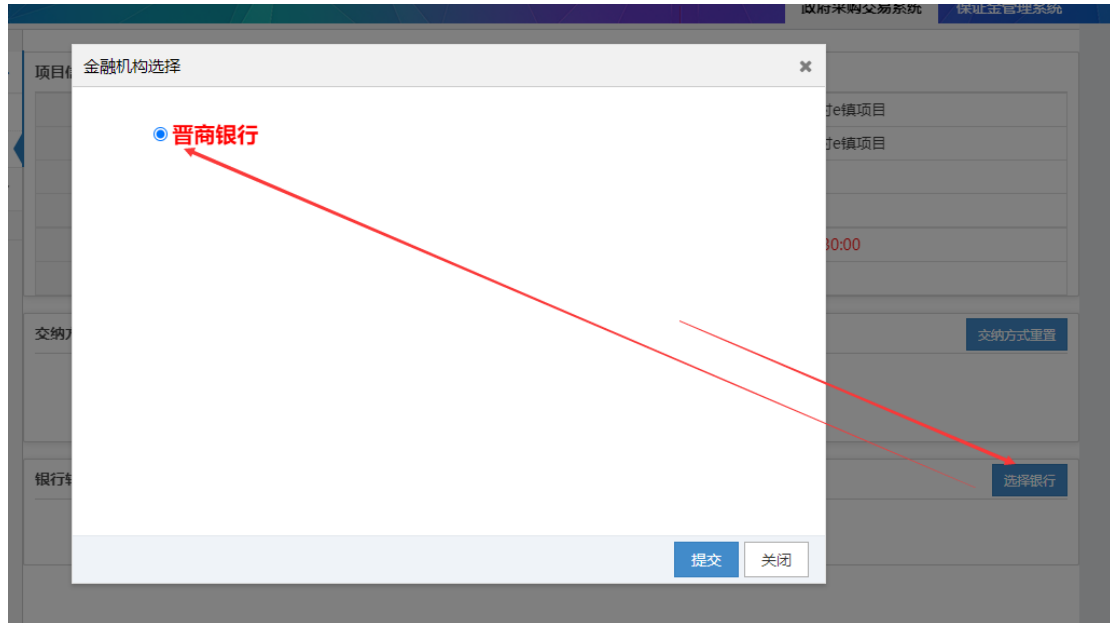 政府采购交易系统 保证金管理系统
金融机构选择
项目
晋商银行
e镇项目
e镇项目
30:00
交纳
交纳方式重置
银行
选择银行
提交 关闭